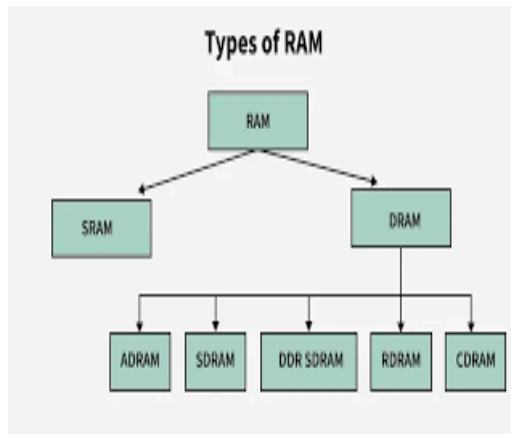 Types of RAM
RAM
SRAM
DRAM
ADRAM
SDRAM
DDR SDRAM
RDRAM
CDRAM